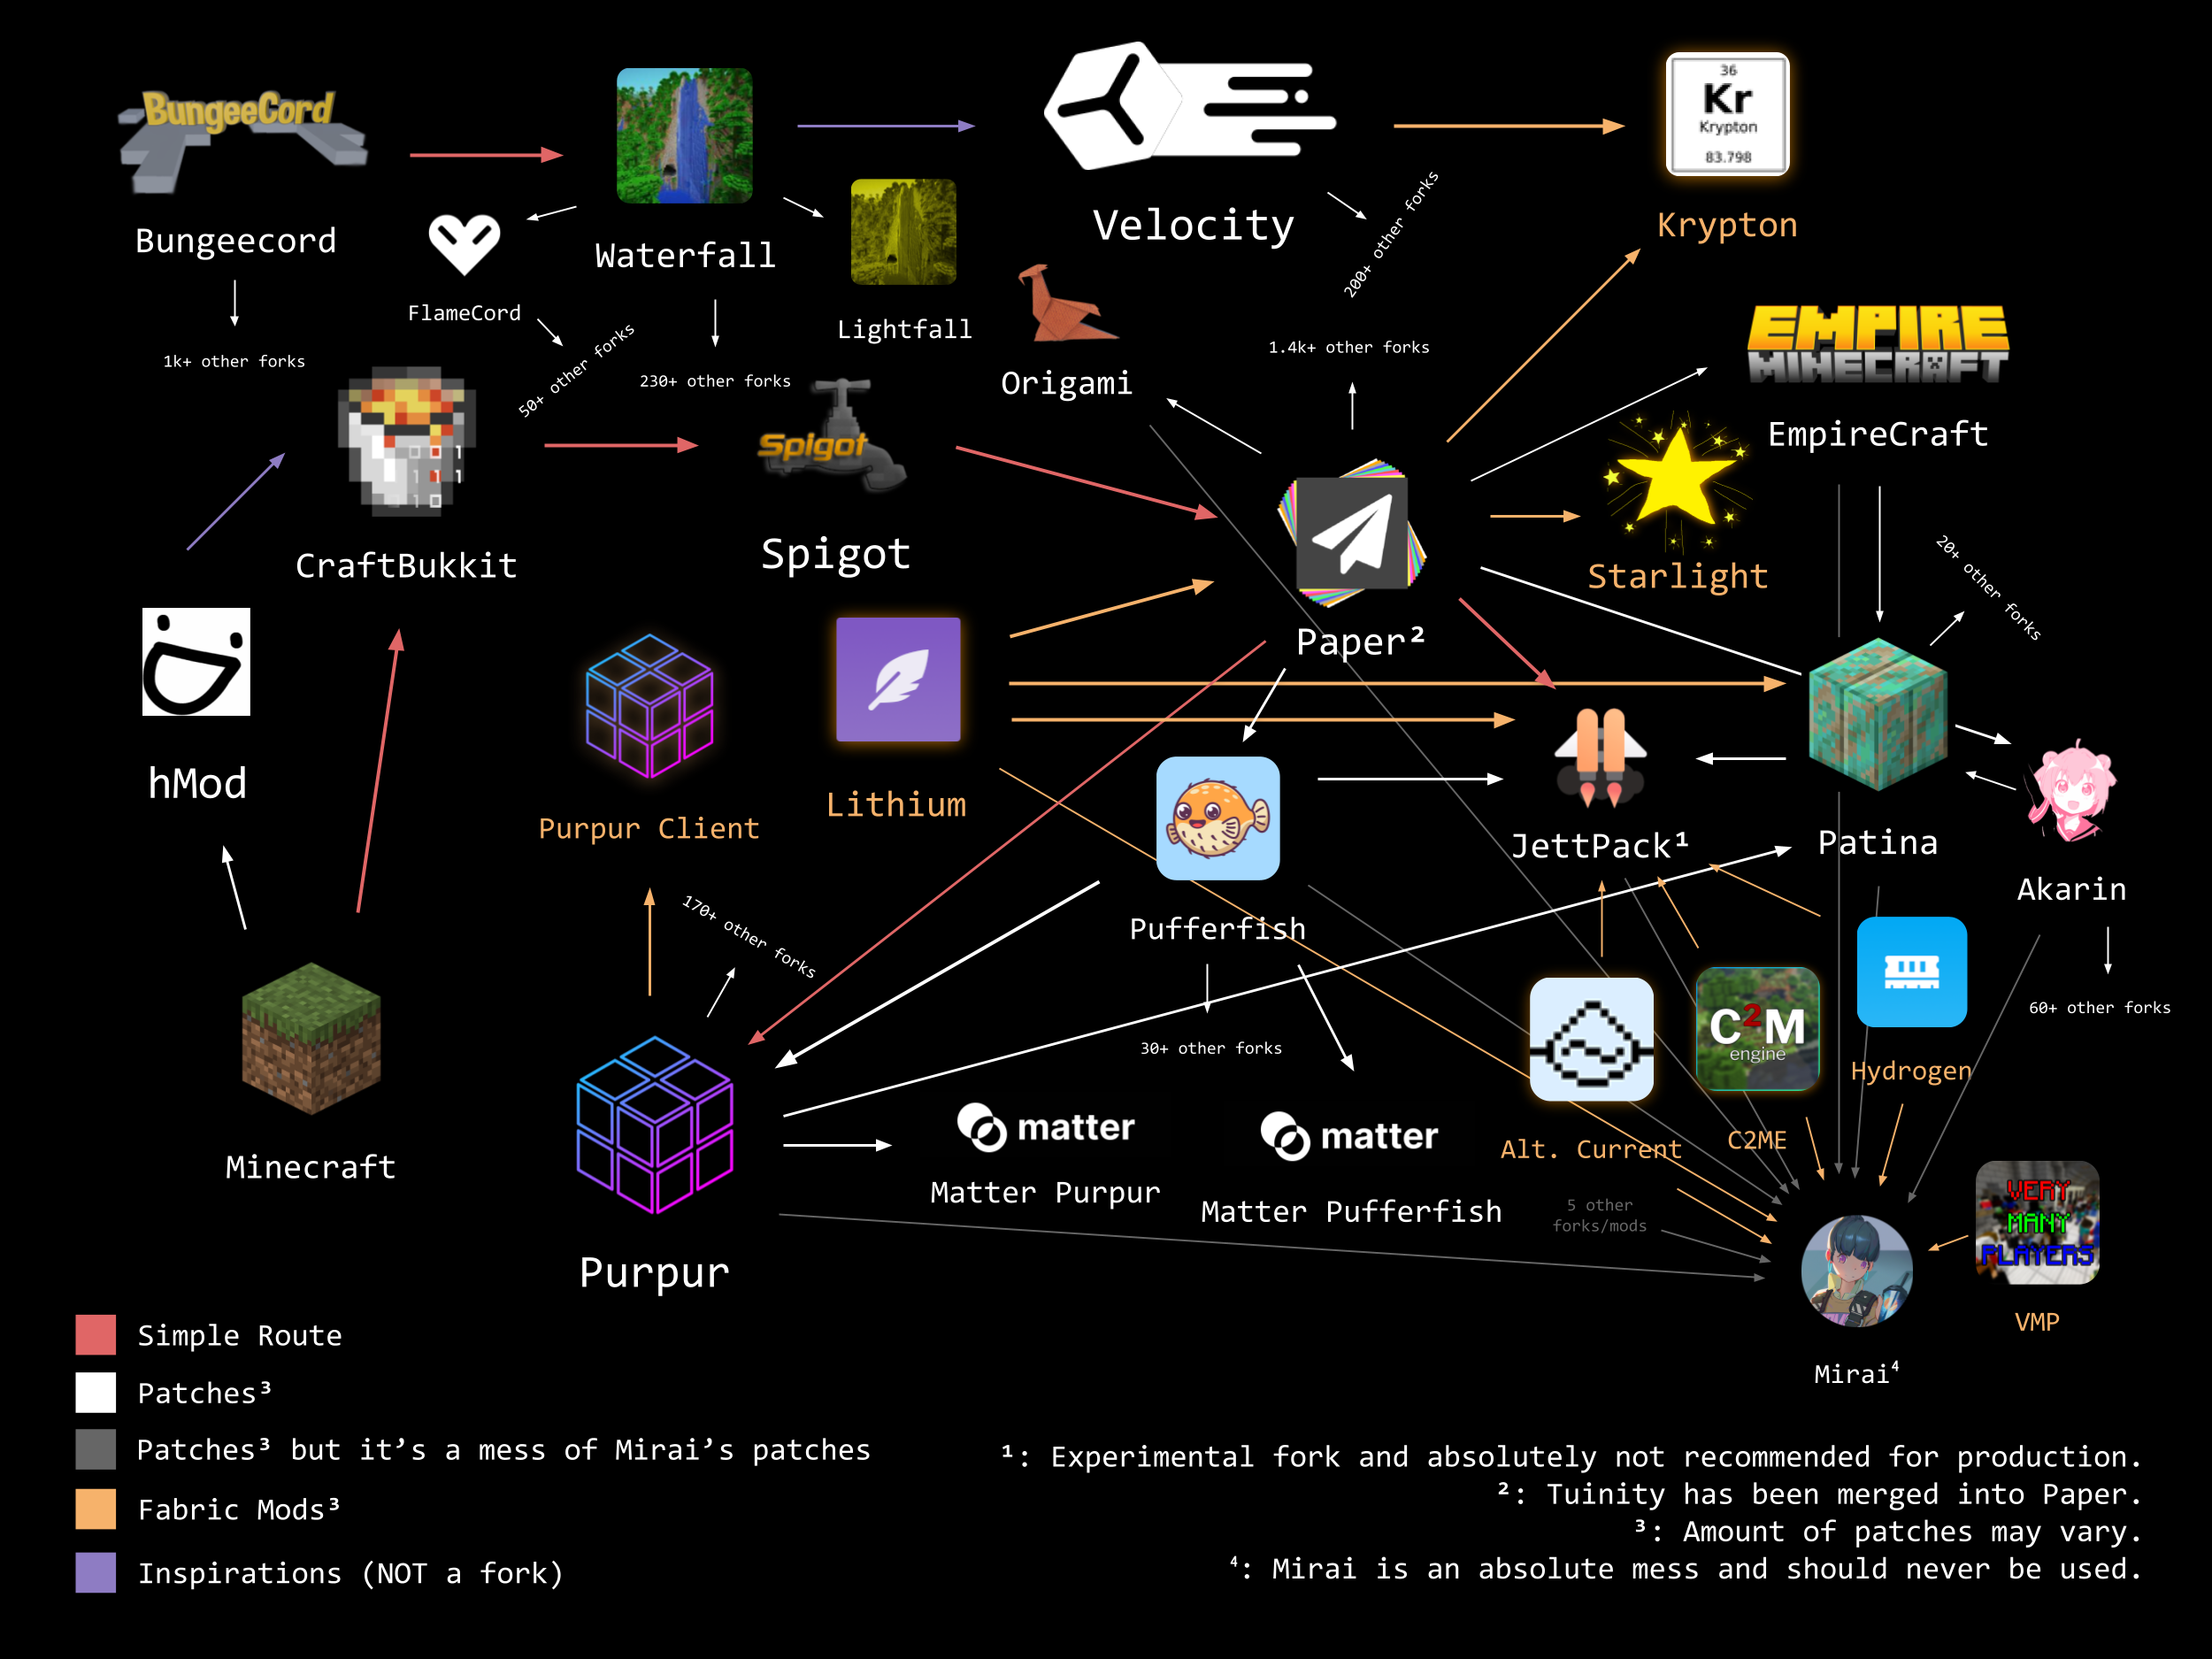 BungeeCord
Bungeecord
1k+ other forks
FlameCord
50+ other forks
Waterfall
230+ other forks
Lightfall
Velocity
200+ other forks
36
Kr
Krypton
83.798
Krypton
Origami
1.4k+ other forks
EMPIRE
MINECRAFT
EmpireCraft
CraftBukkit
Spigot
Spigot
Paper²
Starlight
20+ other forks
hMod
Purpur Client
Lithium
Pufferfish
JettPack¹
Patina
Akarin
60+ other forks
170+ other forks
30+ other forks
Minecraft
Purpur
matter
Matter Purpur
matter
Matter Pufferfish
Alt. Current
C2M
engine
C2ME
Hydrogen
5 other
forks/mods
VERY
MANY
PLAYERS
VMP
Mirai⁴
Simple Route
Patches³
Patches³ but it’s a mess of Mirai’s patches
Fabric Mods³
Inspirations (NOT a fork)
¹: Experimental fork and absolutely not recommended for production.
²: Tuinity has been merged into Paper.
³: Amount of patches may vary.
⁴: Mirai is an absolute mess and should never be used.